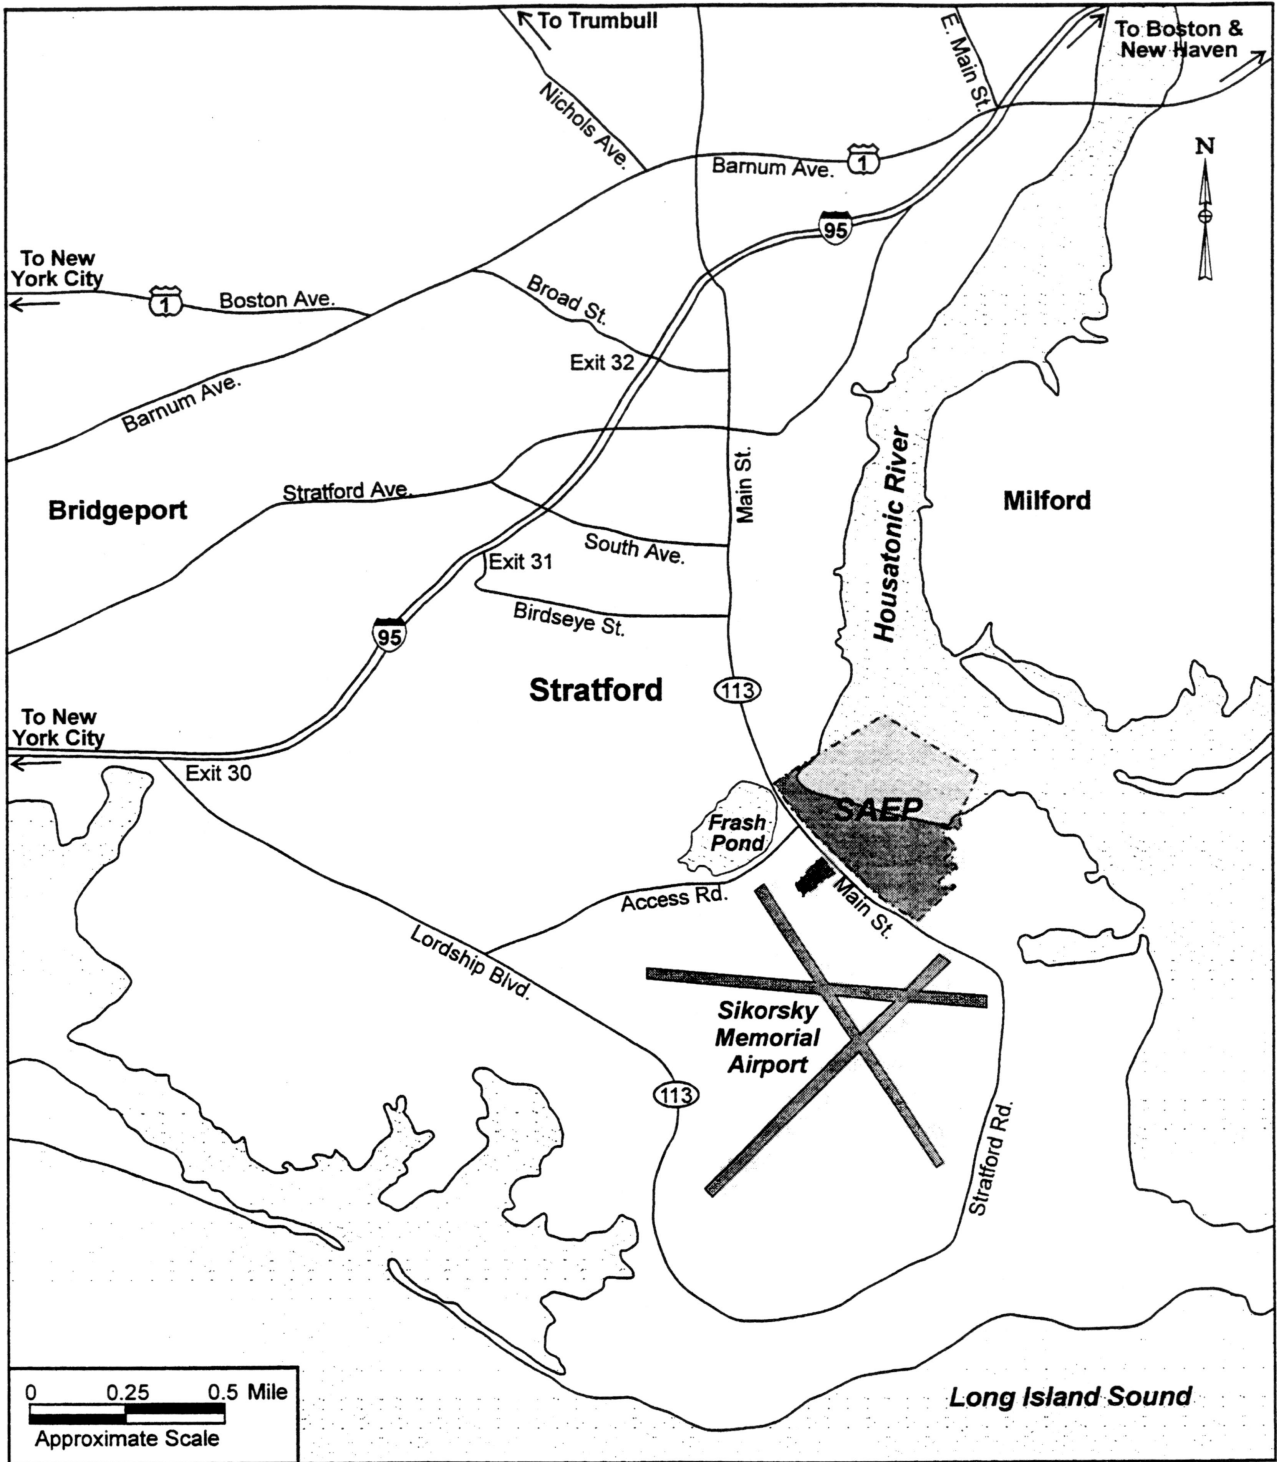 To Trumbull
E. Main St.
To Boston &
New Haven
Nichols Ave.
N
Barnum Ave.
1
95
To New
York City
1
Boston Ave.
Broad St.
Exit 32
Barnum Ave.
Main St.
Housatonic River
Stratford Ave.
Bridgeport
Milford
South Ave.
Exit 31
Birdseye St.
95
Stratford
113
To New
York City
Exit 30
SAEP
Frash
Pond
Access Rd.
Main St.
Lordship Blvd.
Sikorsky
Memorial
Airport
113
Stratford Rd.
0 0.25 0.5 Mile
Approximate Scale
Long Island Sound